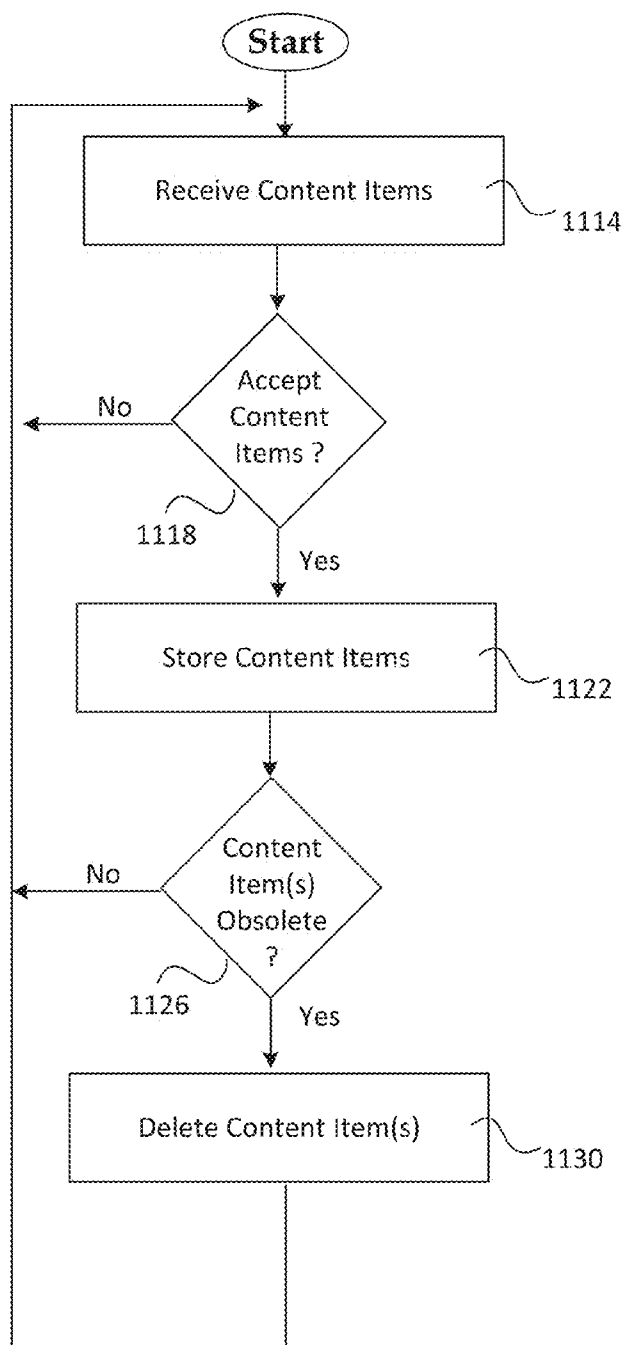 Start
Receive Content Items
1114
Accept
Content
Items ?
No
1118
Yes
Store Content Items
1122
Content
Item(s)
Obsolete
?
No
1126
Yes
Delete Content Item(s)
1130